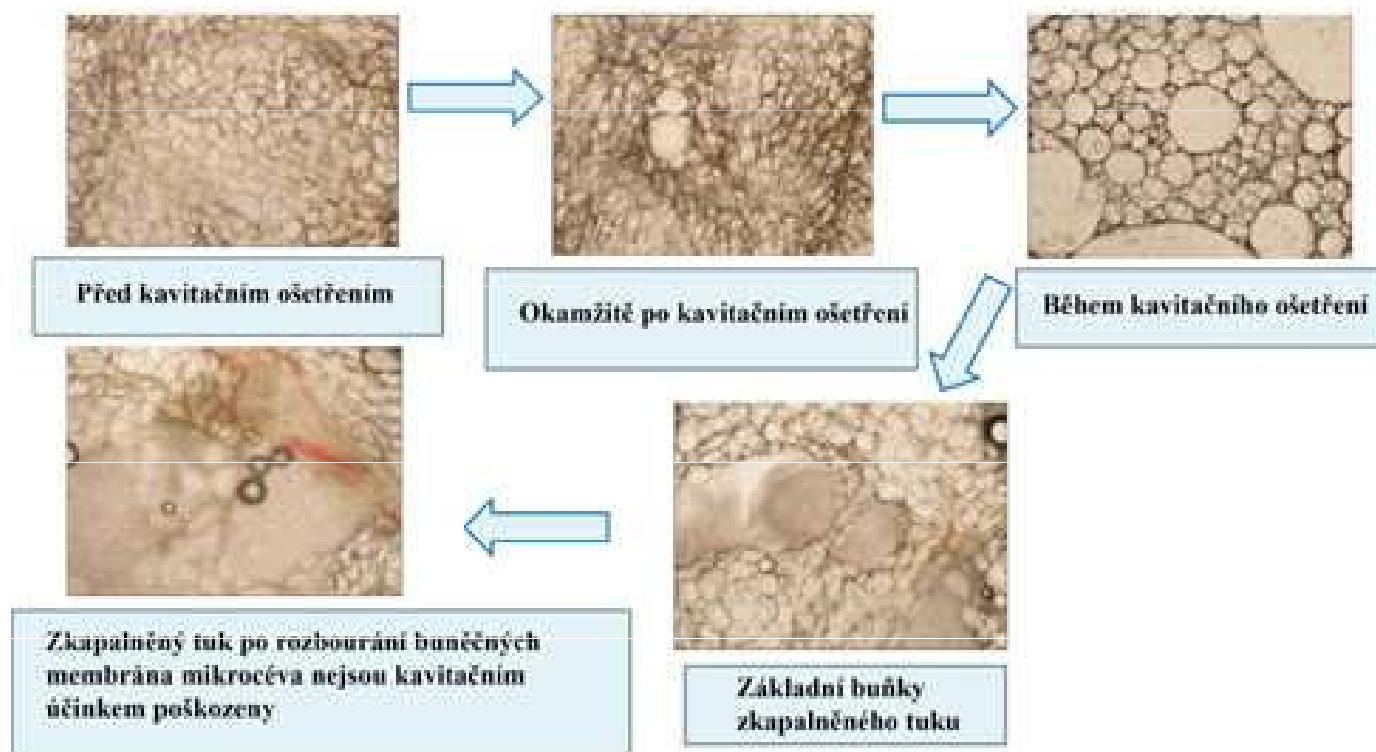 Před kavitačním ošetřením
Okamžitě po kavitačním ošetření
Během kavitačního ošetření
Základní buňky
zkapalněného tuku
Zkapalněný tuk po rozbourání buněčných
membrána mikrocéva nejsou kavitačním
účinkem poškozeny